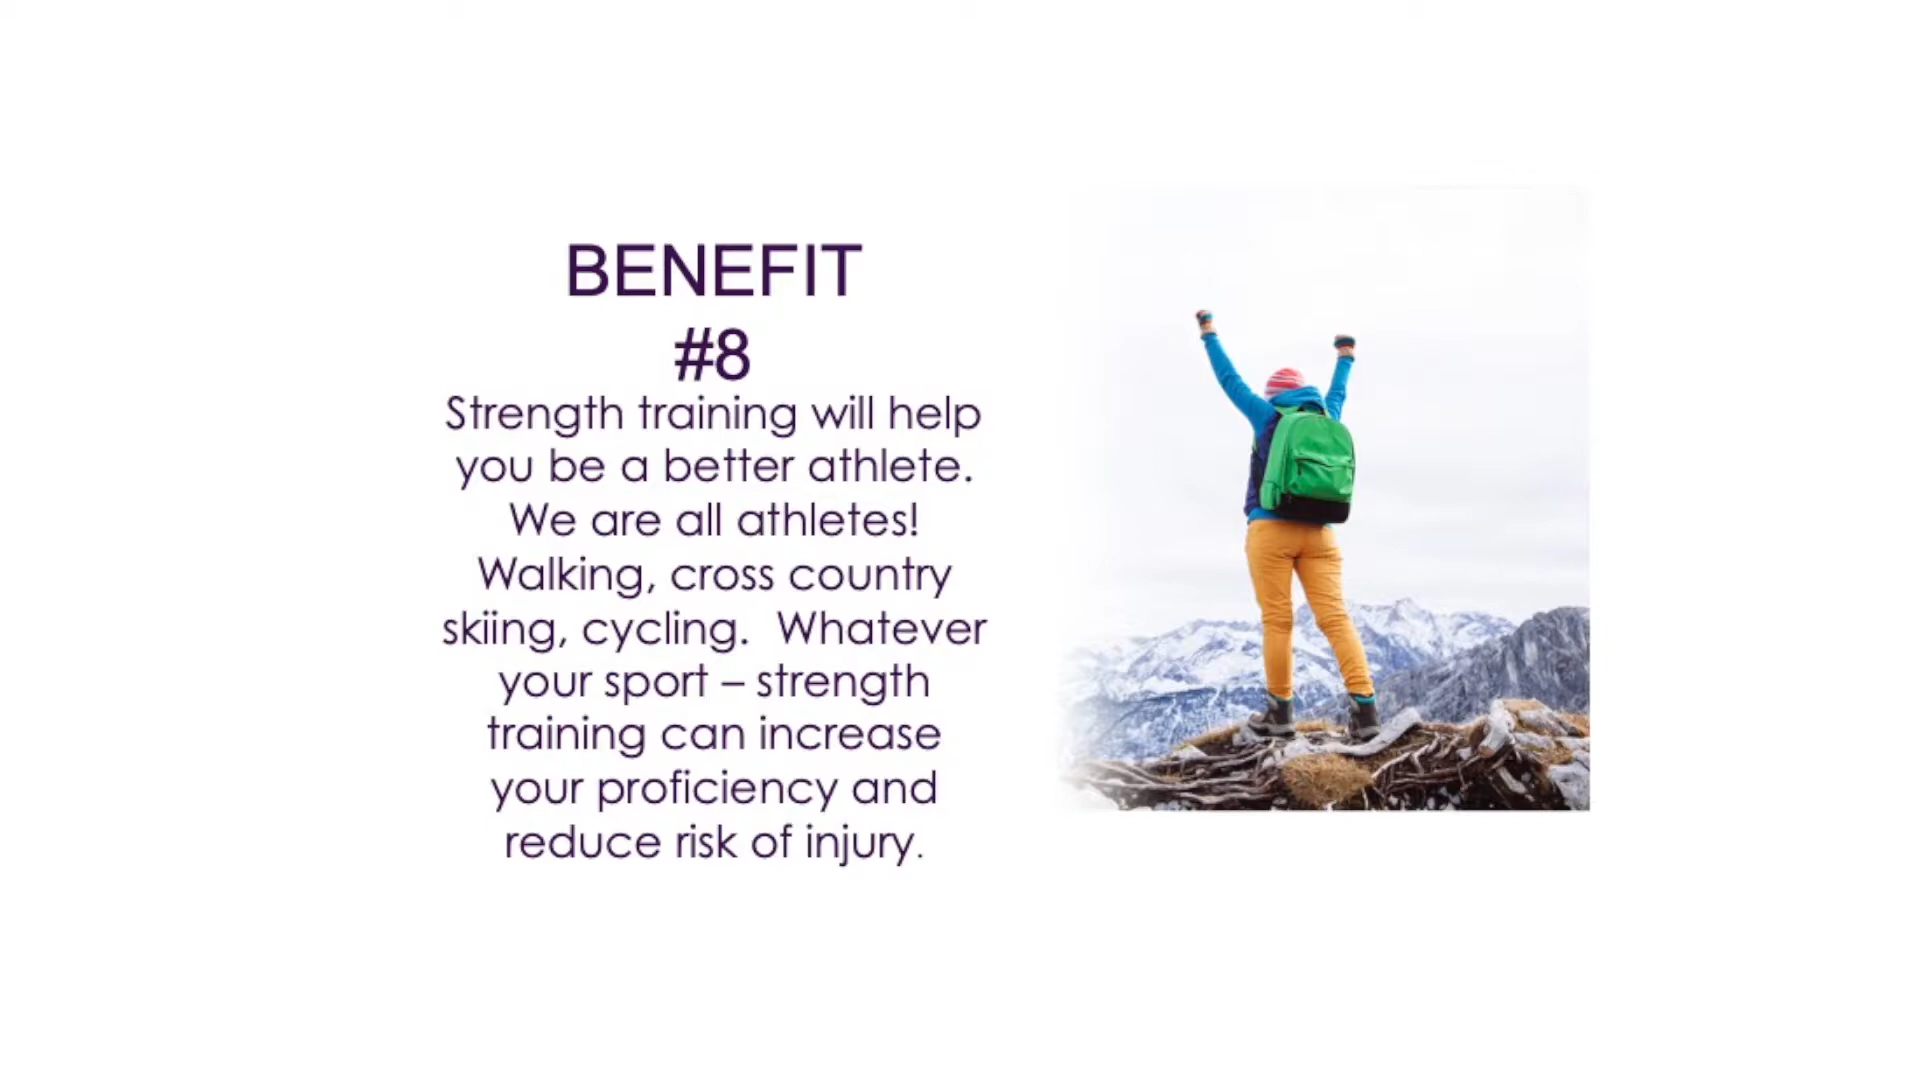 BENEFIT
#8
Strength training will help
you be a better athlete.
We are all athletes!
Walking, cross country
skiing, cycling.  Whatever
your sport – strength
training can increase
your proficiency and
reduce risk of injury.